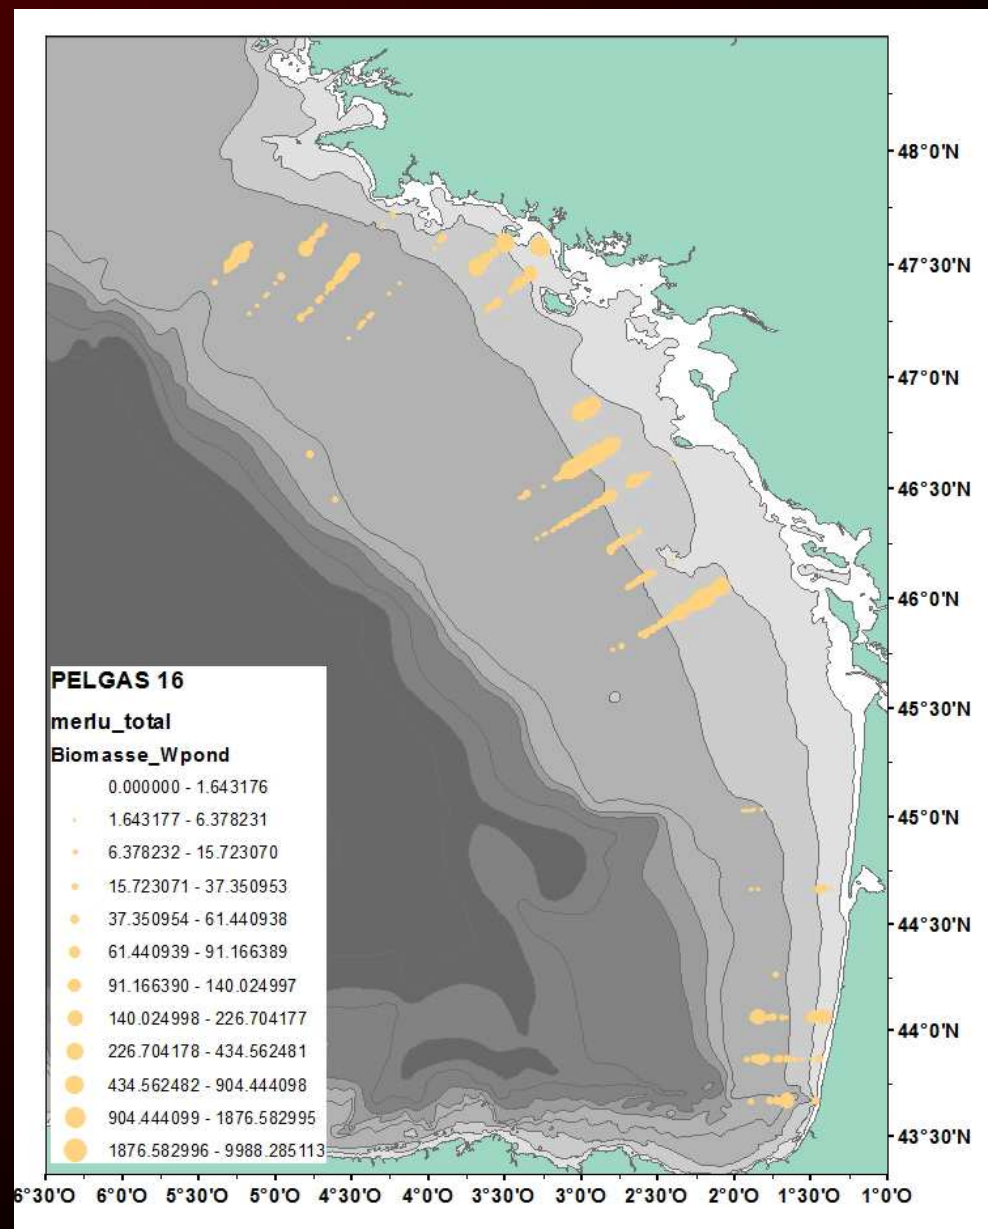 48°0'N
47°30'N
47°0'N
46°30'N
46°0'N
45°30'N
45°0'N
44°30'N
44°0'N
43°30'N
PELGAS 16
merlu_total
Biomasse_Wpond
0.000000 - 1.643176
1.643177 - 6.378231
6.378232 - 15.723070
15.723071 - 37.350953
37.350954 - 61.440938
61.440939 - 91.166389
91.166390 - 140.024997
140.024998 - 226.704177
226.704178 - 434.562481
434.562482 - 904.444098
904.444099 - 1876.582995
1876.582996 - 9988.285113
6°30'O 6°0'O 5°30'O 5°0'O 4°30'O 4°0'O 3°30'O 3°0'O 2°30'O 2°0'O 1°30'O 1°0'O